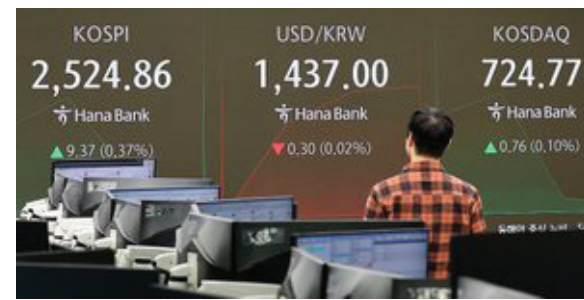 KOSPI
2,524.86
Hana Bank
▲ 9,37 (0,37%)
USD/KRW
1,437.00
Hana Bank
▼ 0,30 (0,02%)
KOSDAQ
724.77
Hana Bank
▲ 0,76 (0,10%)